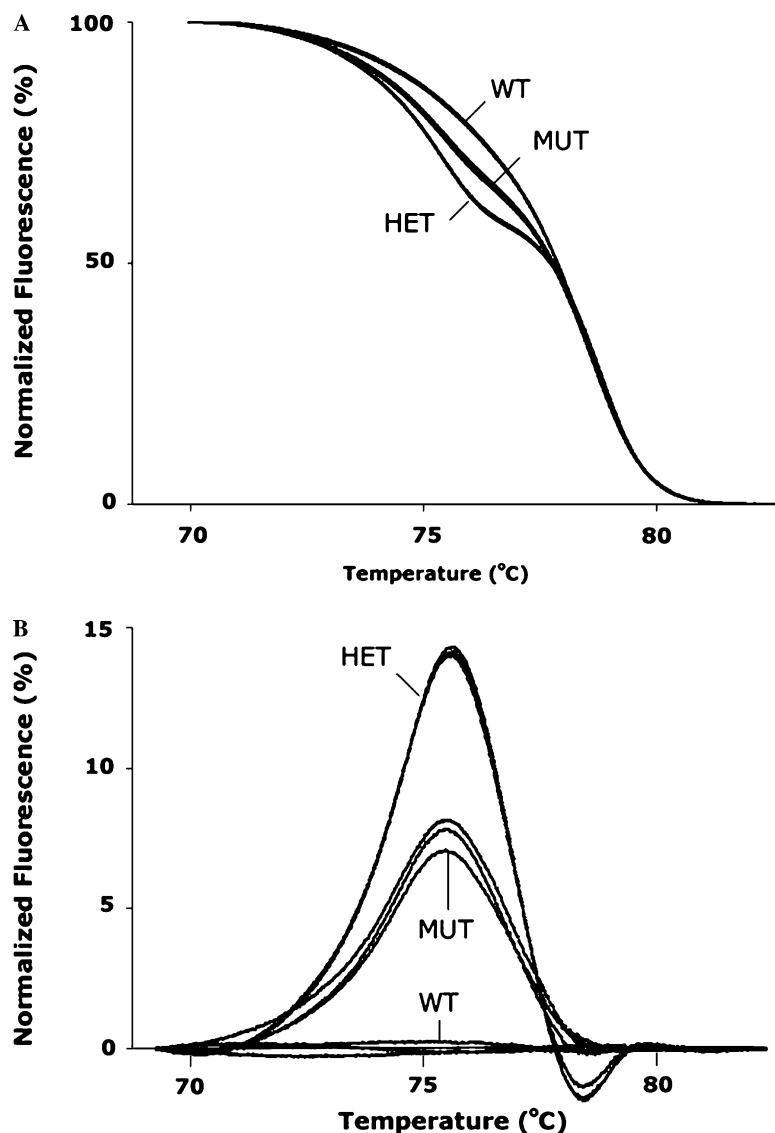 A
Normalized Fluorescence (%)
100
50
0
WT
MUT
HET
70 75 80
Temperature (°C)
B
Normalized Fluorescence (%)
15
10
5
0
HET
MUT
WT
70 75 80
Temperature (°C)